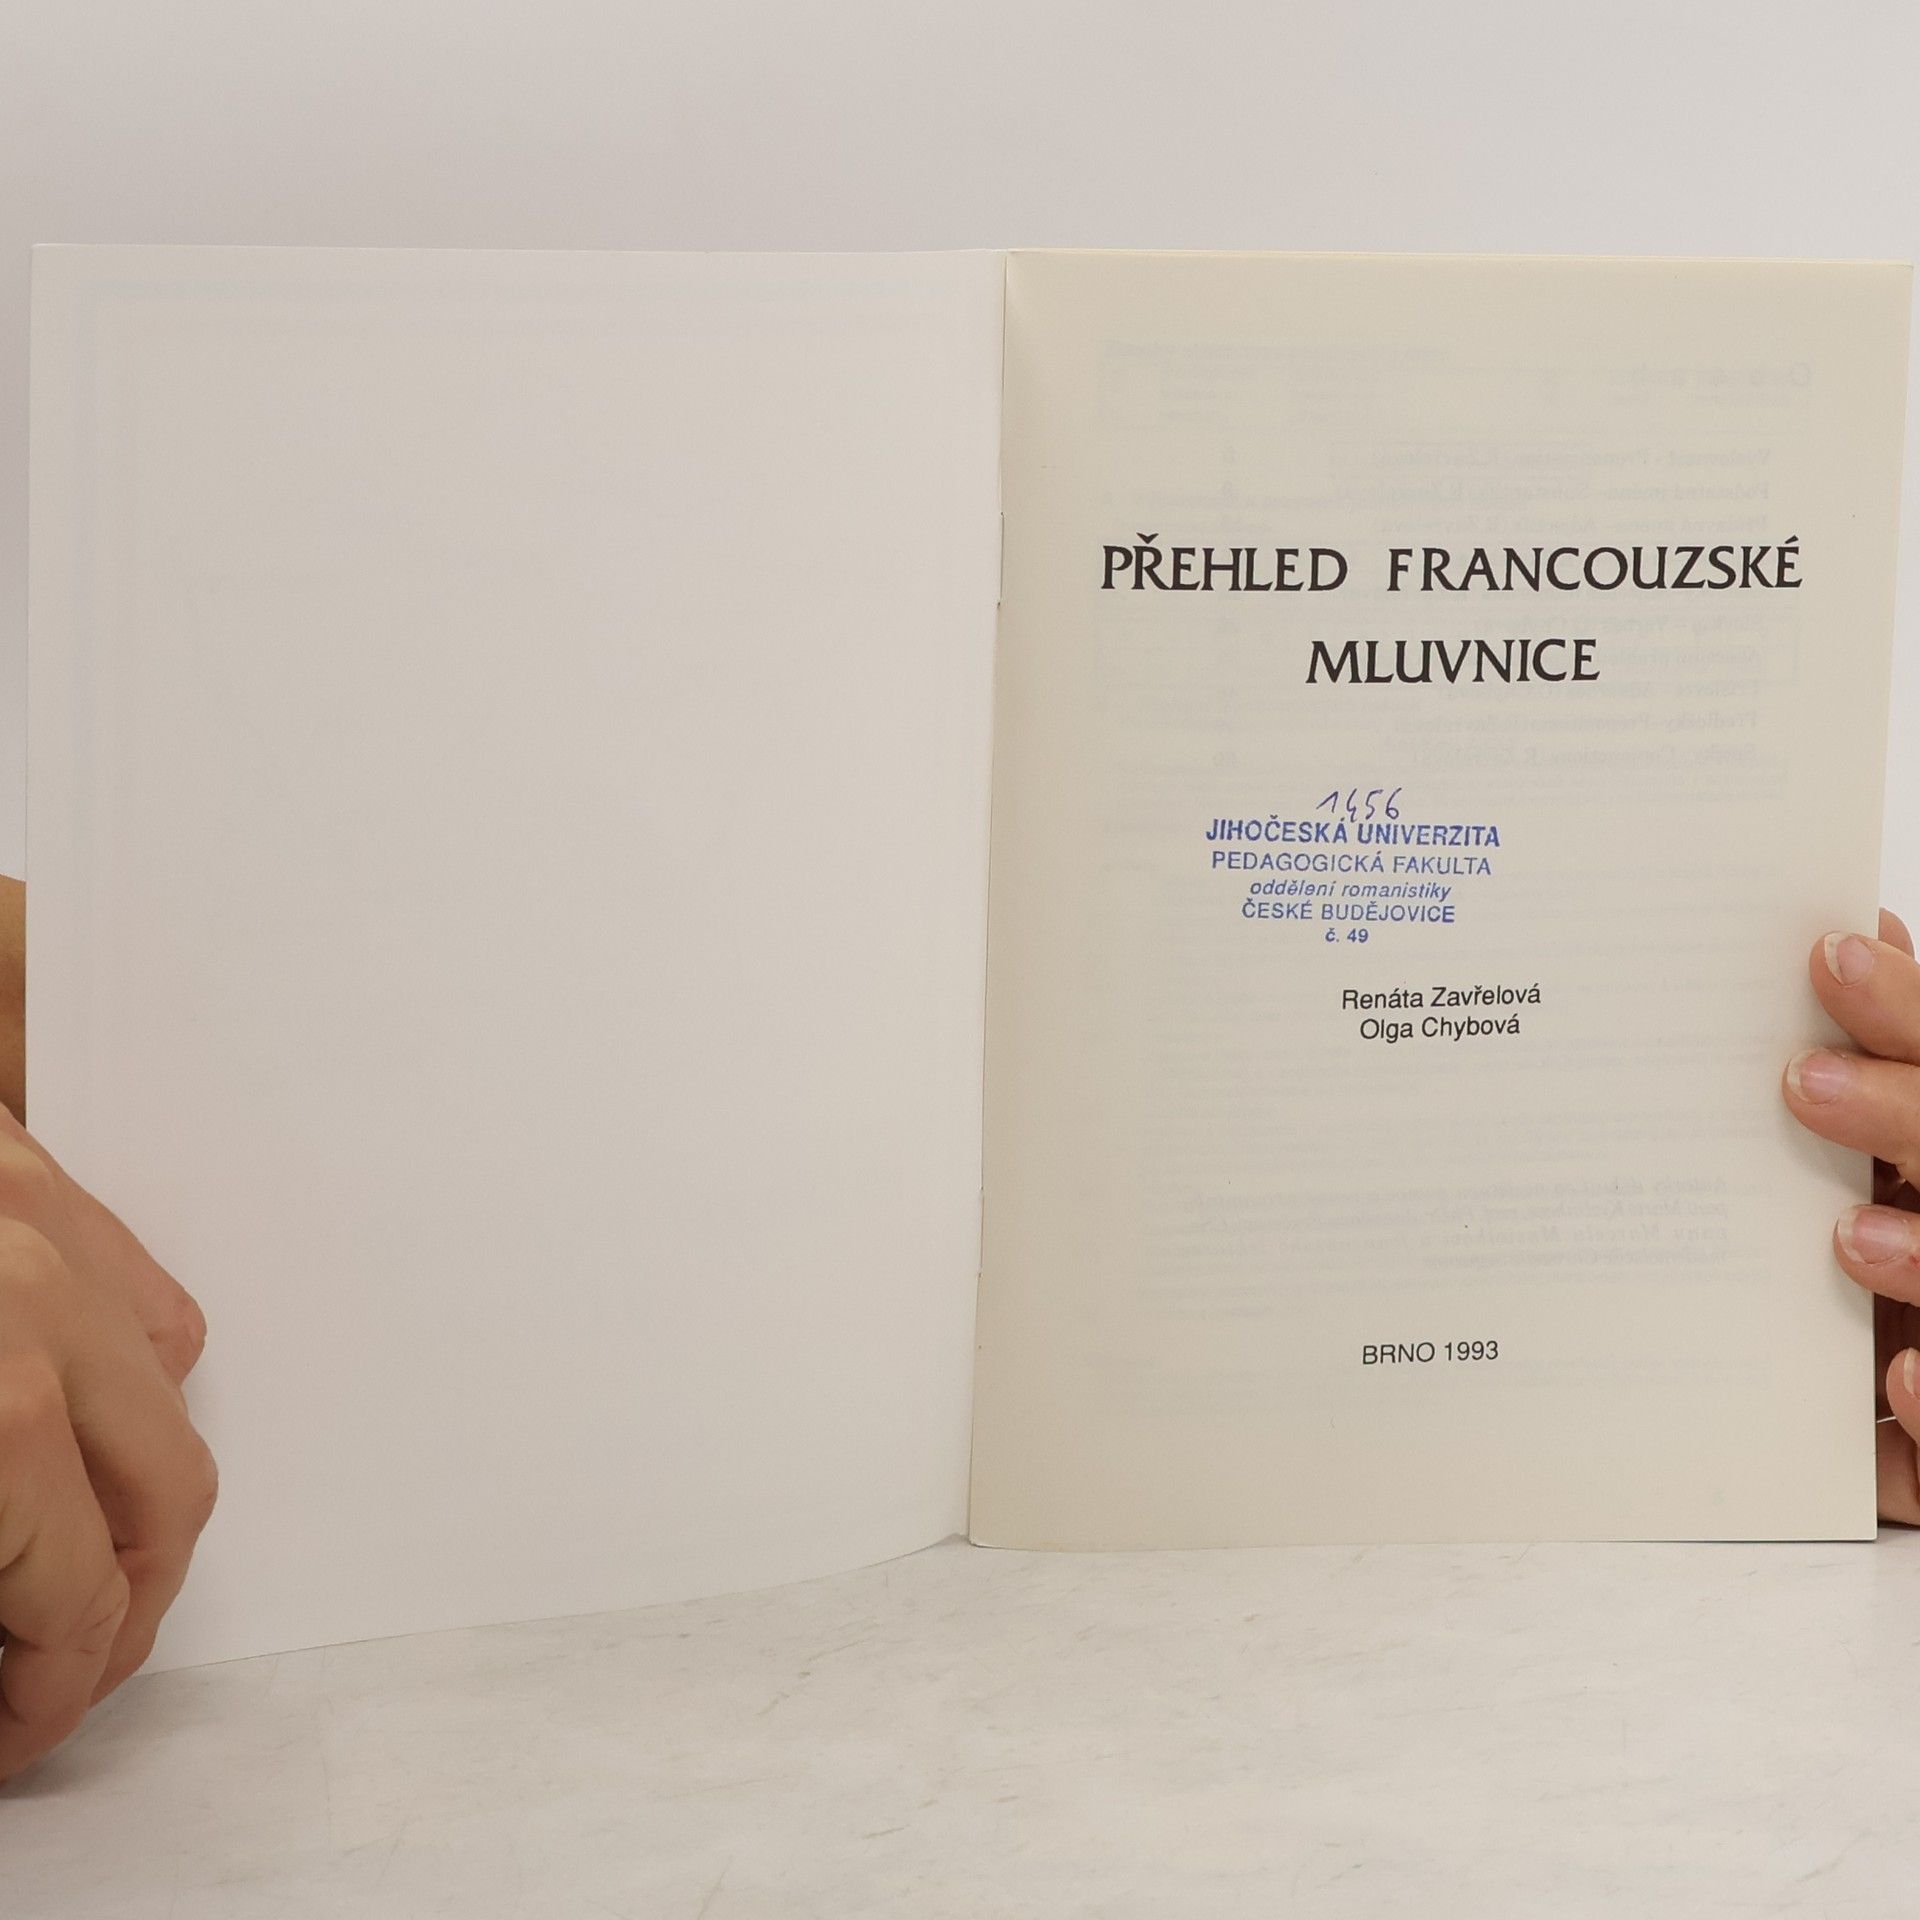 PŘEHLED FRANCOUZSKÉ
MLUVNICE
1456
JIHOČESKÁ UNIVERZITA
PEDAGOGICKÁ FAKULTA
oddělení romanistiky
ČESKÉ BUDĚJOVICE
č. 49
Renáta Zavřelová
Olga Chybová
BRNO 1993